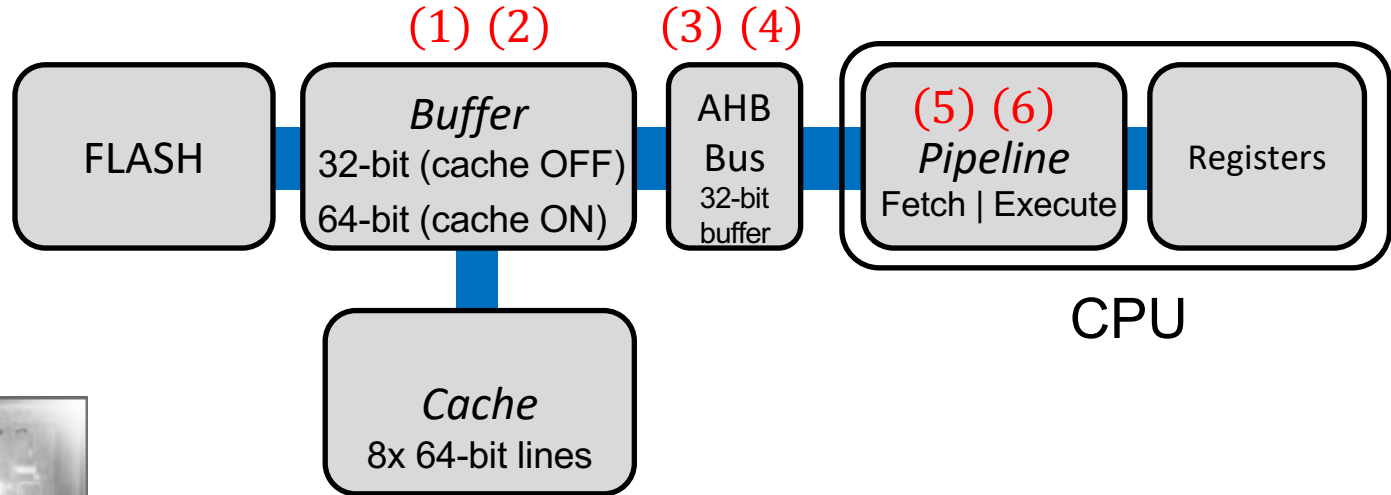 (1) (2)
(3) (4)
FLASH
Buffer
32-bit (cache OFF)
64-bit (cache ON)
AHB
Bus
32-bit
buffer
(5) (6)
Pipeline
Fetch | Execute
Registers
CPU
Cache
8x 64-bit lines